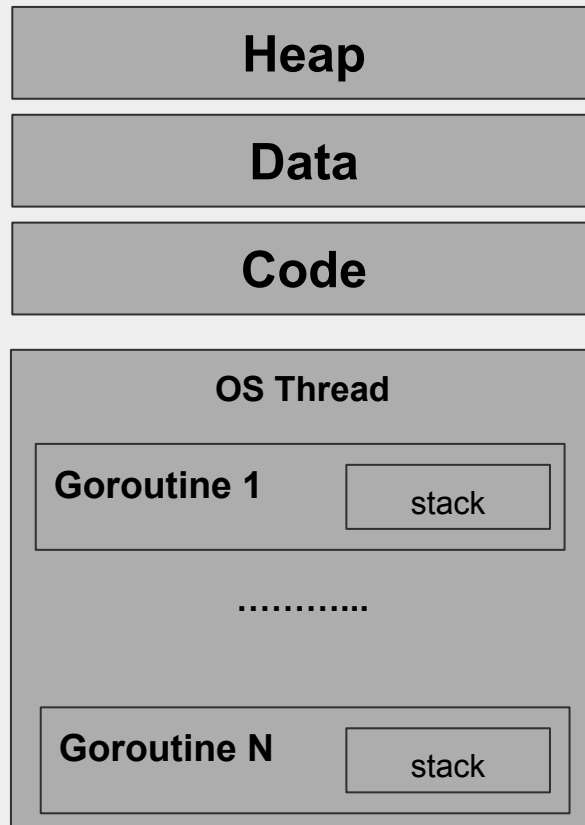 Heap
Data
Code
OS Thread
Goroutine 1
stack
…………...
Goroutine N
stack